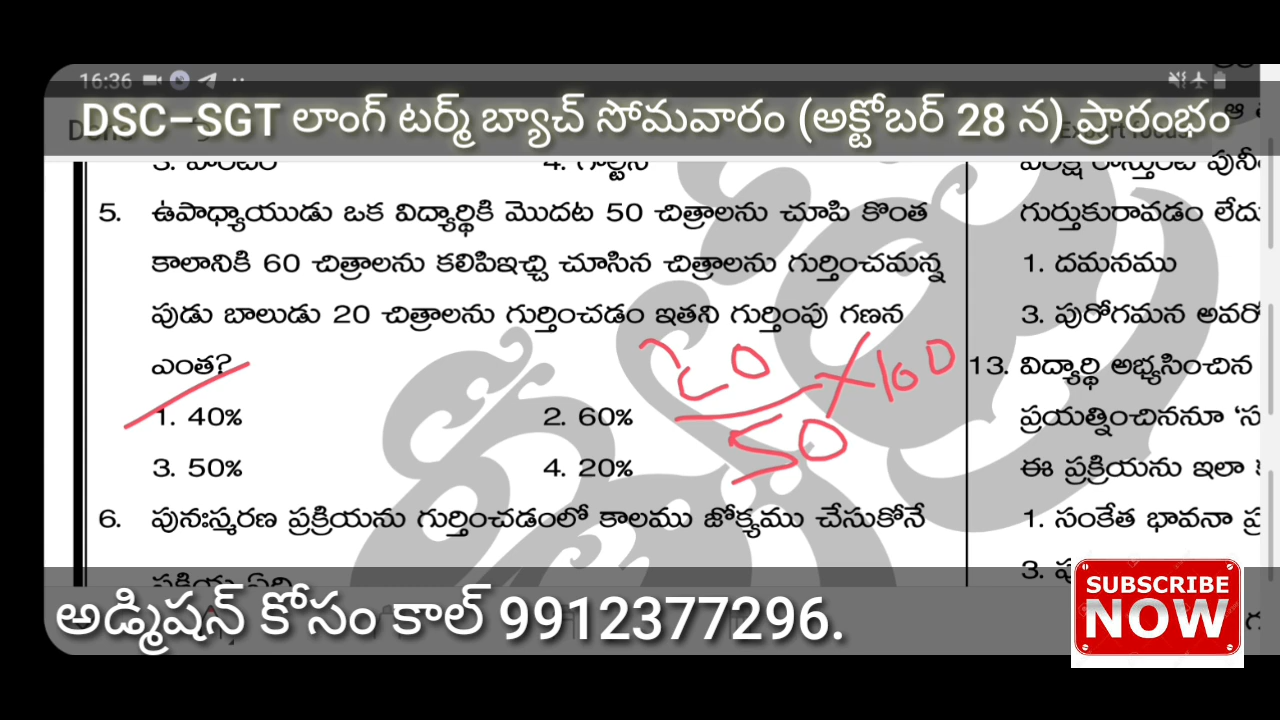 16:36
DSC–SGT లాంగ్ టర్మ్ బ్యాచ్ సోమవారం (అక్టోబర్ 28 న) ప్రారంభం
5. ఉపాధ్యాయుడు ఒక విద్యార్థికి మొదట 50 చిత్రాలను చూపి కొంత
కాలానికి 60 చిత్రాలను కలిపిఇచ్చి చూసిన చిత్రాలను గుర్తించమన్న
పుడు బాలుడు 20 చిత్రాలను గుర్తించడం ఇతని గుర్తింపు గణన
ఎంత?
1. 40%
2. 60%
3. 50%
4. 20%
20
50
X100
6. పునఃస్మరణ ప్రక్రియను గుర్తించడంలో కాలము జోక్యము చేసుకోనే
గుర్తుకురావడం లేదు
1. దమనము
3. పురోగమన
13. విద్యార్థి అభ్యసించిన
ప్రయత్నించిననూ
ఈ ప్రక్రియను ఇలా
1. సంకేత భావనా
3.
అడ్మిషన్ కోసం కాల్ 9912377296.
SUBSCRIBE
NOW